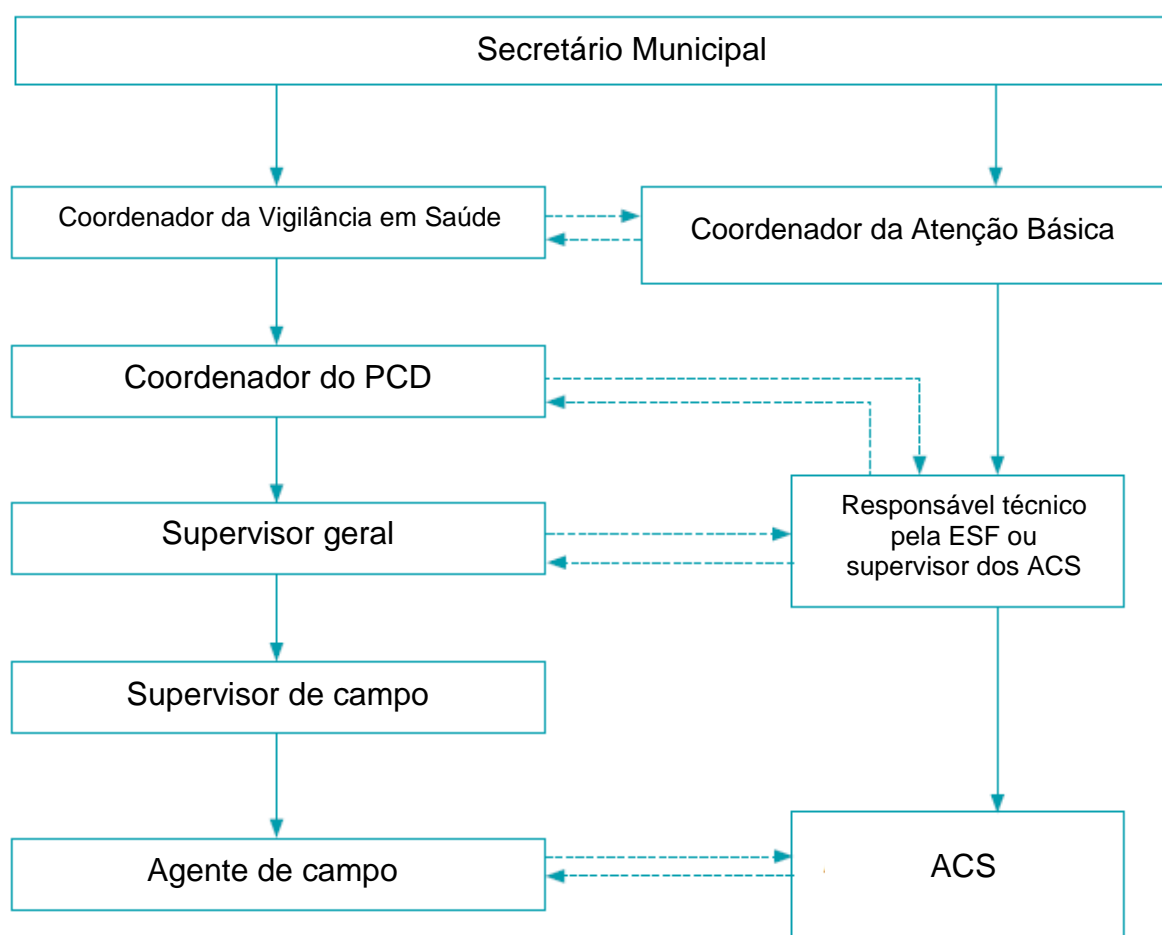 Secretário Municipal
Coordenador da Vigilância em Saúde
Coordenador da Atenção Básica
Coordenador do PCD
Supervisor geral
Responsável técnico
pela ESF ou
supervisor dos ACS
Supervisor de campo
Agente de campo
ACS